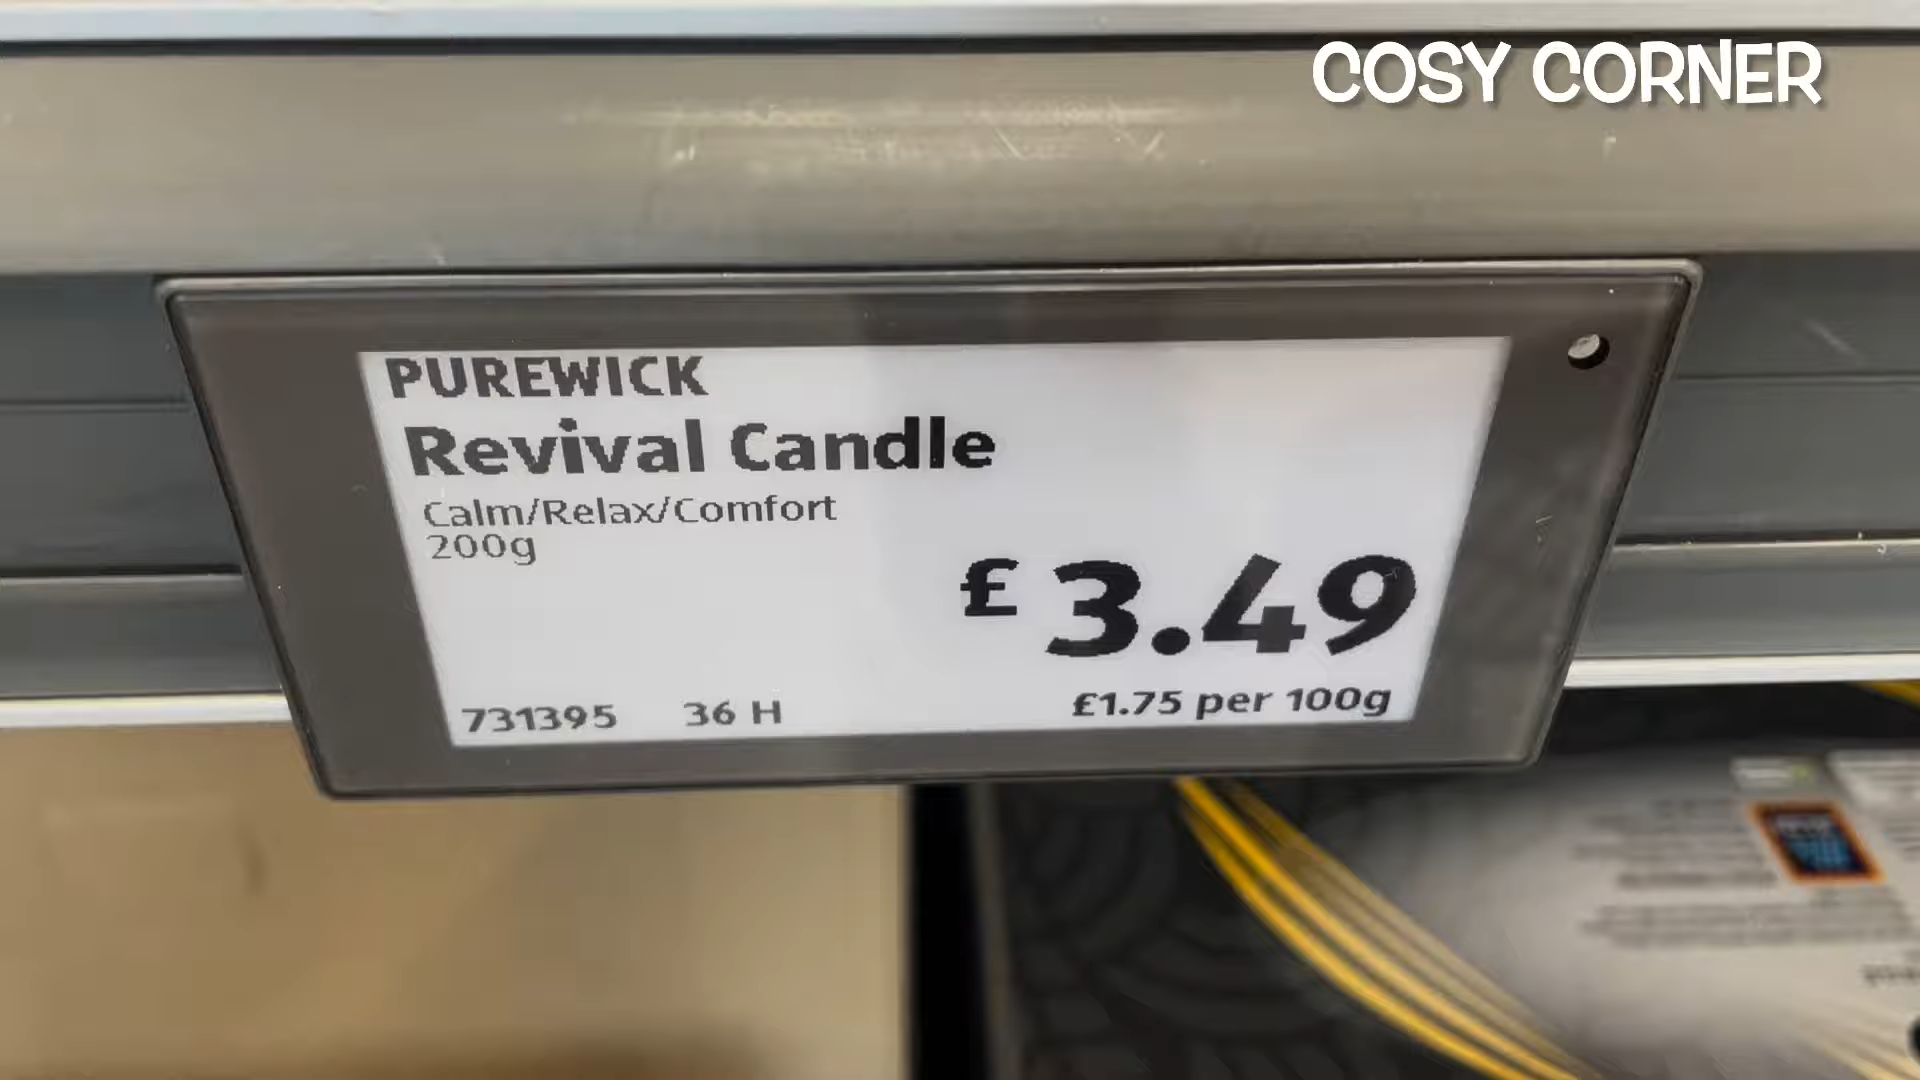 COSY CORNER
PUREWICK
Revival Candle
Calm/Relax/Comfort
200g
£3.49
731395 36 H £1.75 per 100g